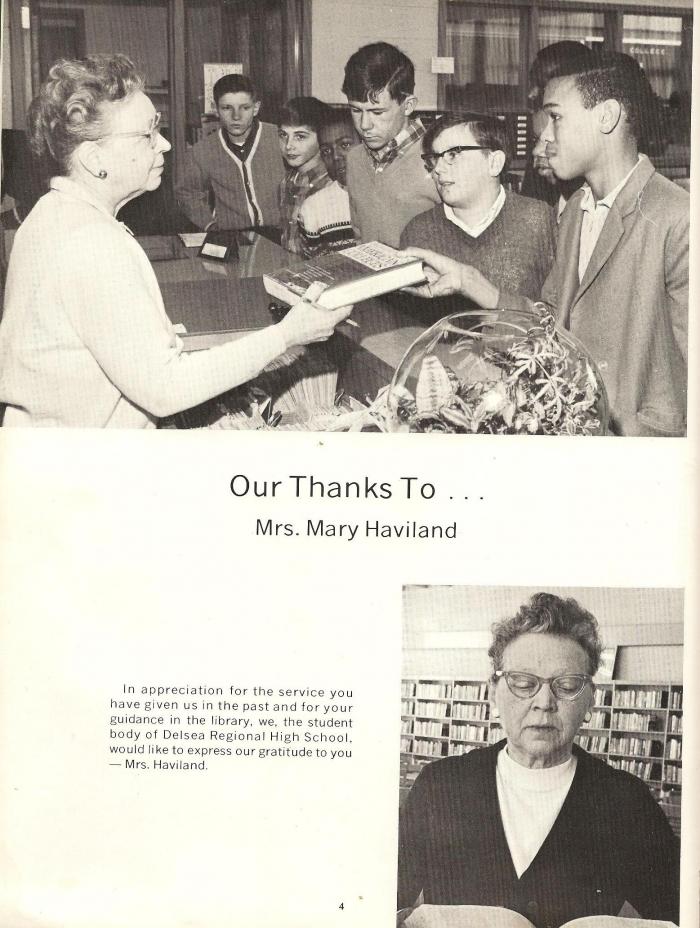 COLLEGE
Our Thanks To . . .
Mrs. Mary Haviland
In appreciation for the service you
have given us in the past and for your
guidance in the library, we, the student
body of Delsea Regional High School,
would like to express our gratitude to you
— Mrs. Haviland.
4